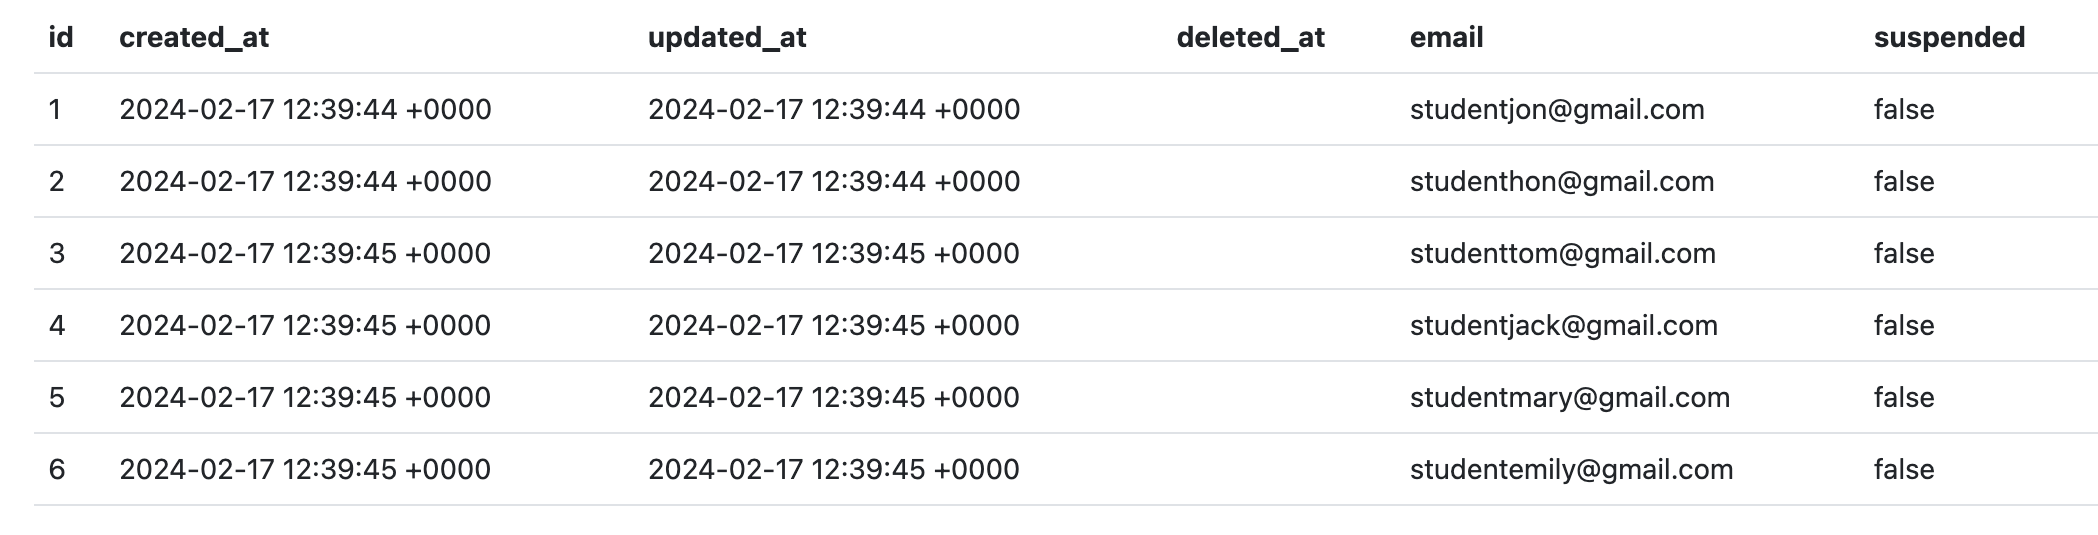 id created_at updated_at deleted_at email suspended
1 2024-02-17 12:39:44 +0000 2024-02-17 12:39:44 +0000 studentjon@gmail.com false
2 2024-02-17 12:39:44 +0000 2024-02-17 12:39:44 +0000 studenthon@gmail.com false
3 2024-02-17 12:39:45 +0000 2024-02-17 12:39:45 +0000 studenttom@gmail.com false
4 2024-02-17 12:39:45 +0000 2024-02-17 12:39:45 +0000 studentjack@gmail.com false
5 2024-02-17 12:39:45 +0000 2024-02-17 12:39:45 +0000 studentmary@gmail.com false
6 2024-02-17 12:39:45 +0000 2024-02-17 12:39:45 +0000 studentemily@gmail.com false